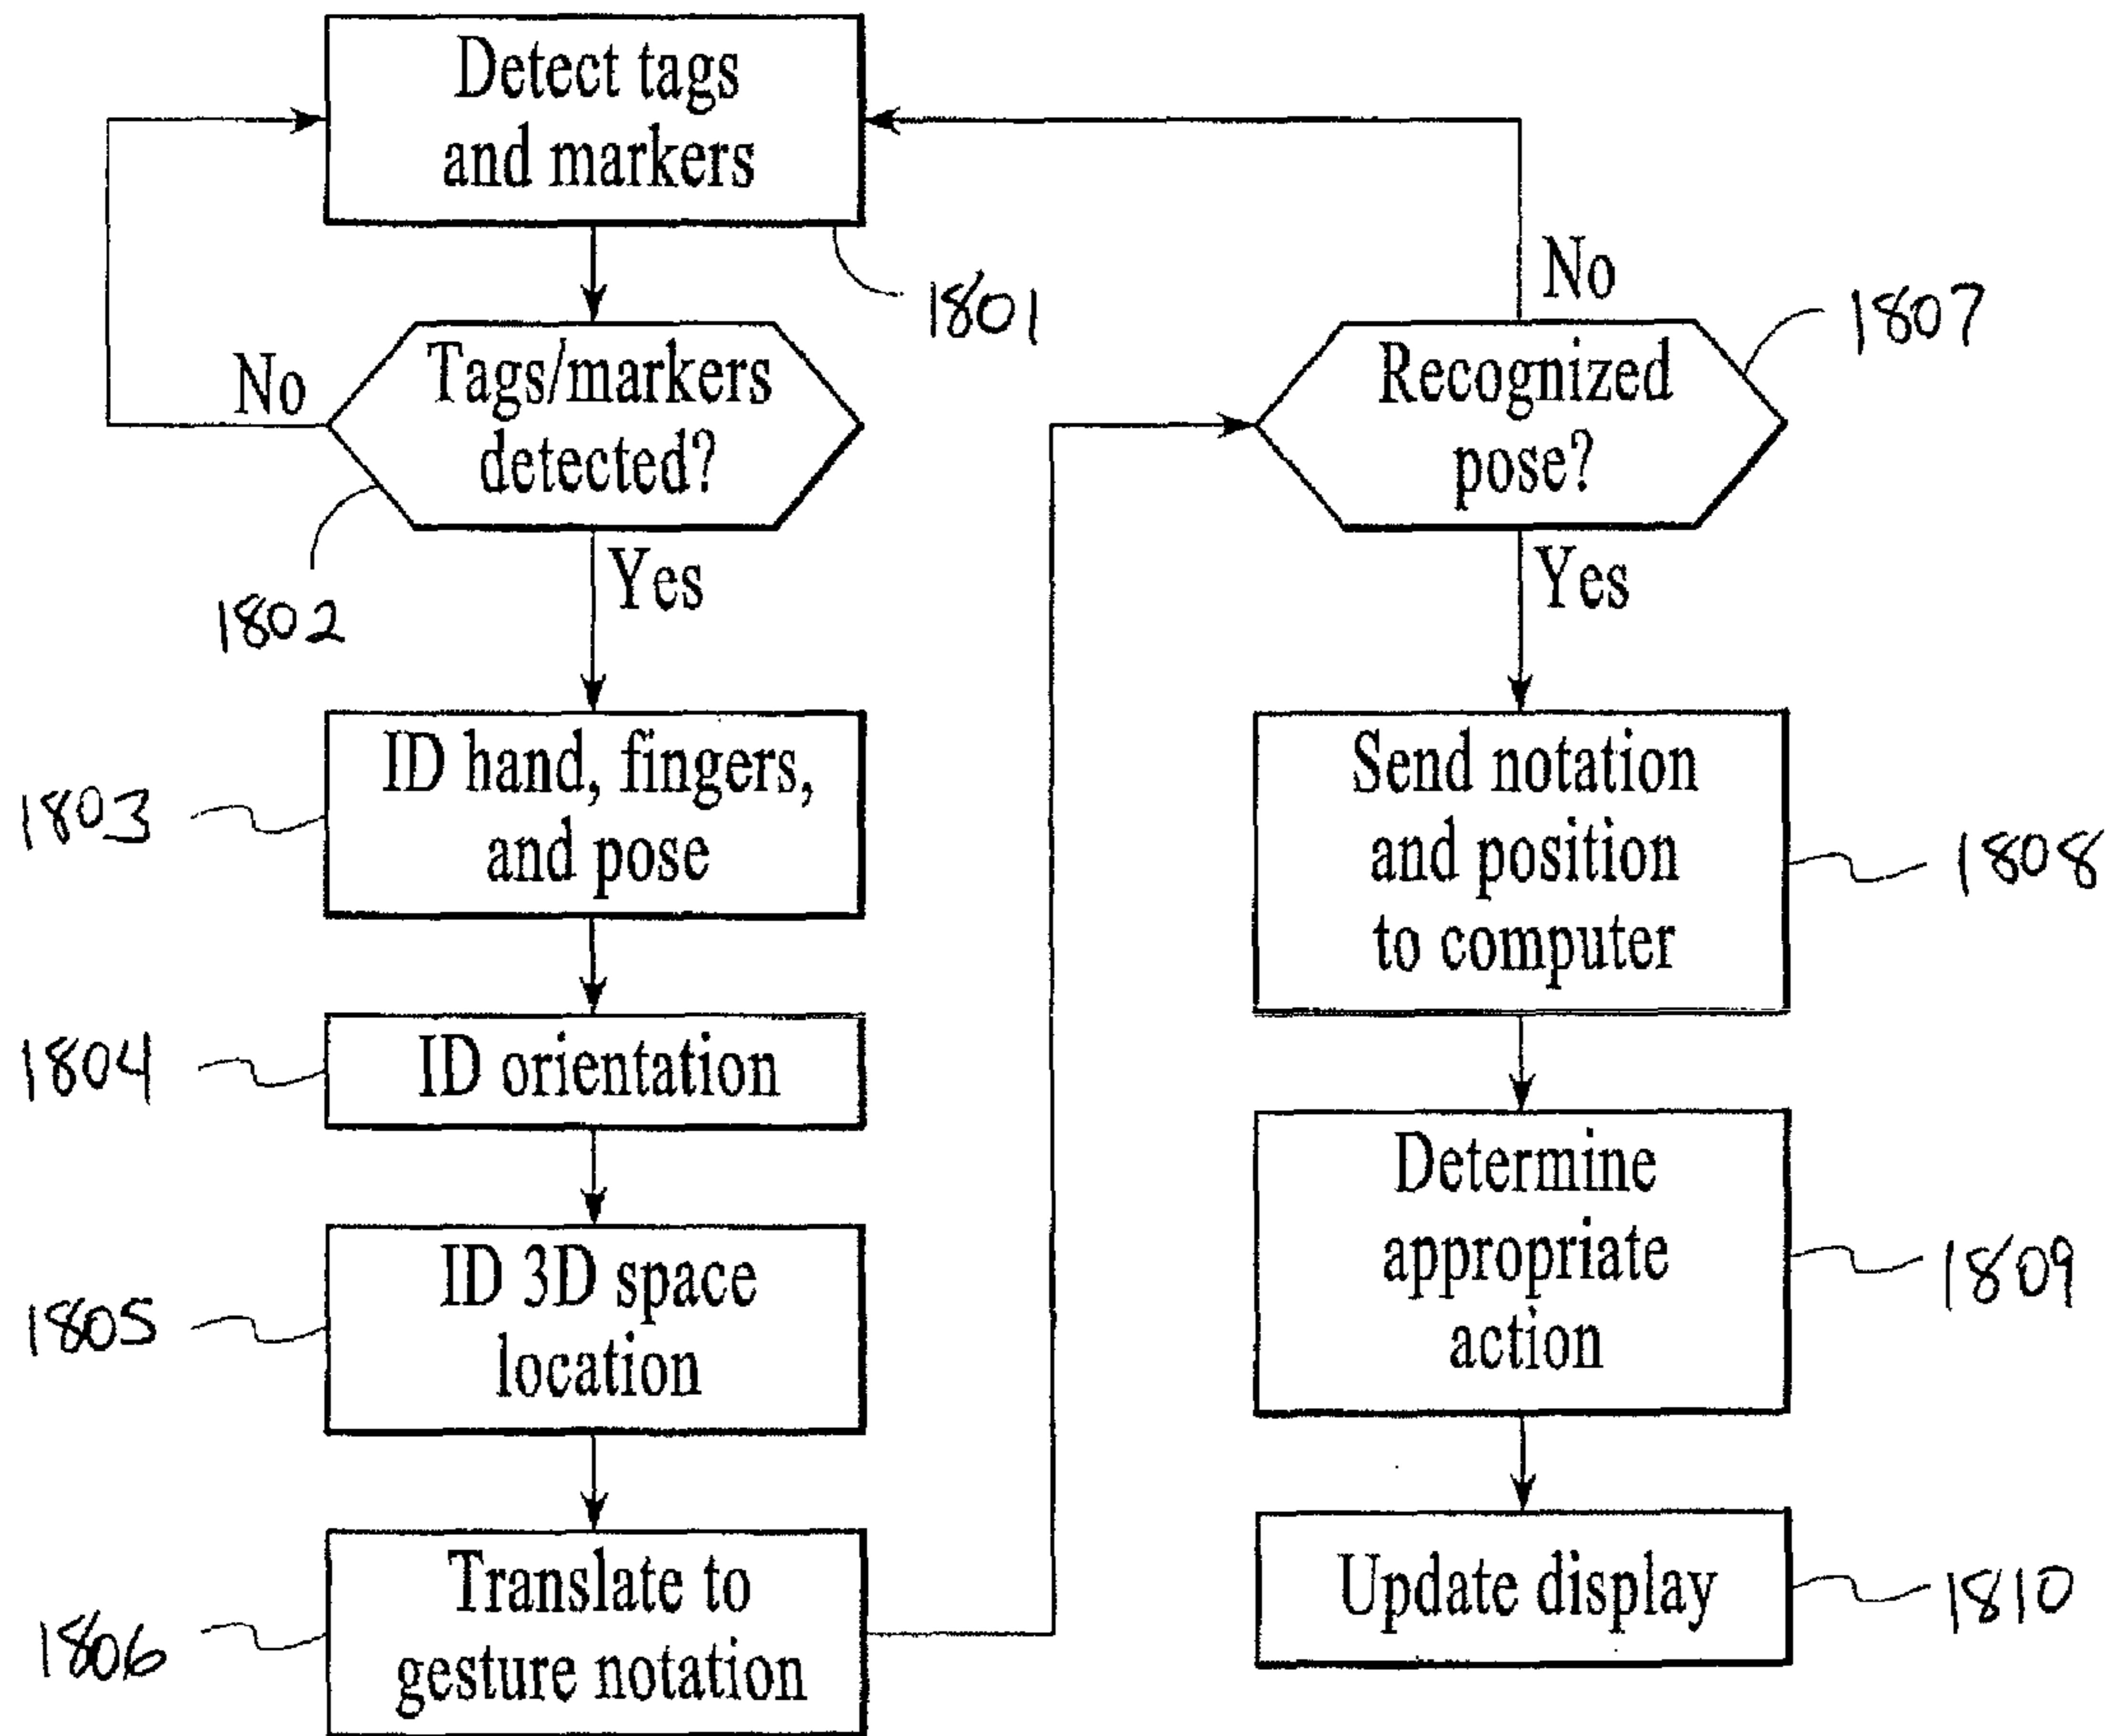 Detect tags
and markers
1801
No
Tags/markers
detected?
1802
Yes
1803
ID hand, fingers,
and pose
1804
ID orientation
1805
ID 3D space
location
1806
Translate to
gesture notation
No
1807
Recognized
pose?
Yes
Send notation
and position
to computer
1808
Determine
appropriate
action
1809
Update display
1810